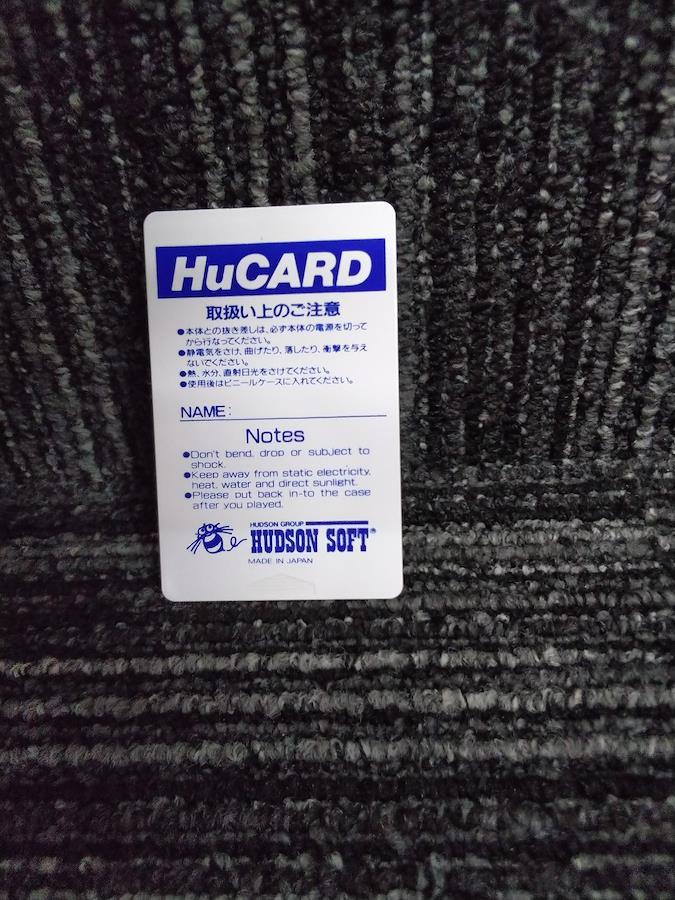 HuCARD
取扱い上のご注意
●本体との抜き差しは、必ず本体の電源を切って
から行なってください。
●静電気をさけ、曲げたり、落したり、衝撃を与え
ないでください。
●熱、水分、直射日光をさけてください。
●使用後はビニールケースに入れてください。
NAME:
Notes
●Don't bend, drop or subject to
shock.
●Keep away from static electricity,
heat, water and direct sunlight.
●Please put back in-to the case
after you played.
HUDSON GROUP
HUDSON SOFT®
MADE IN JAPAN